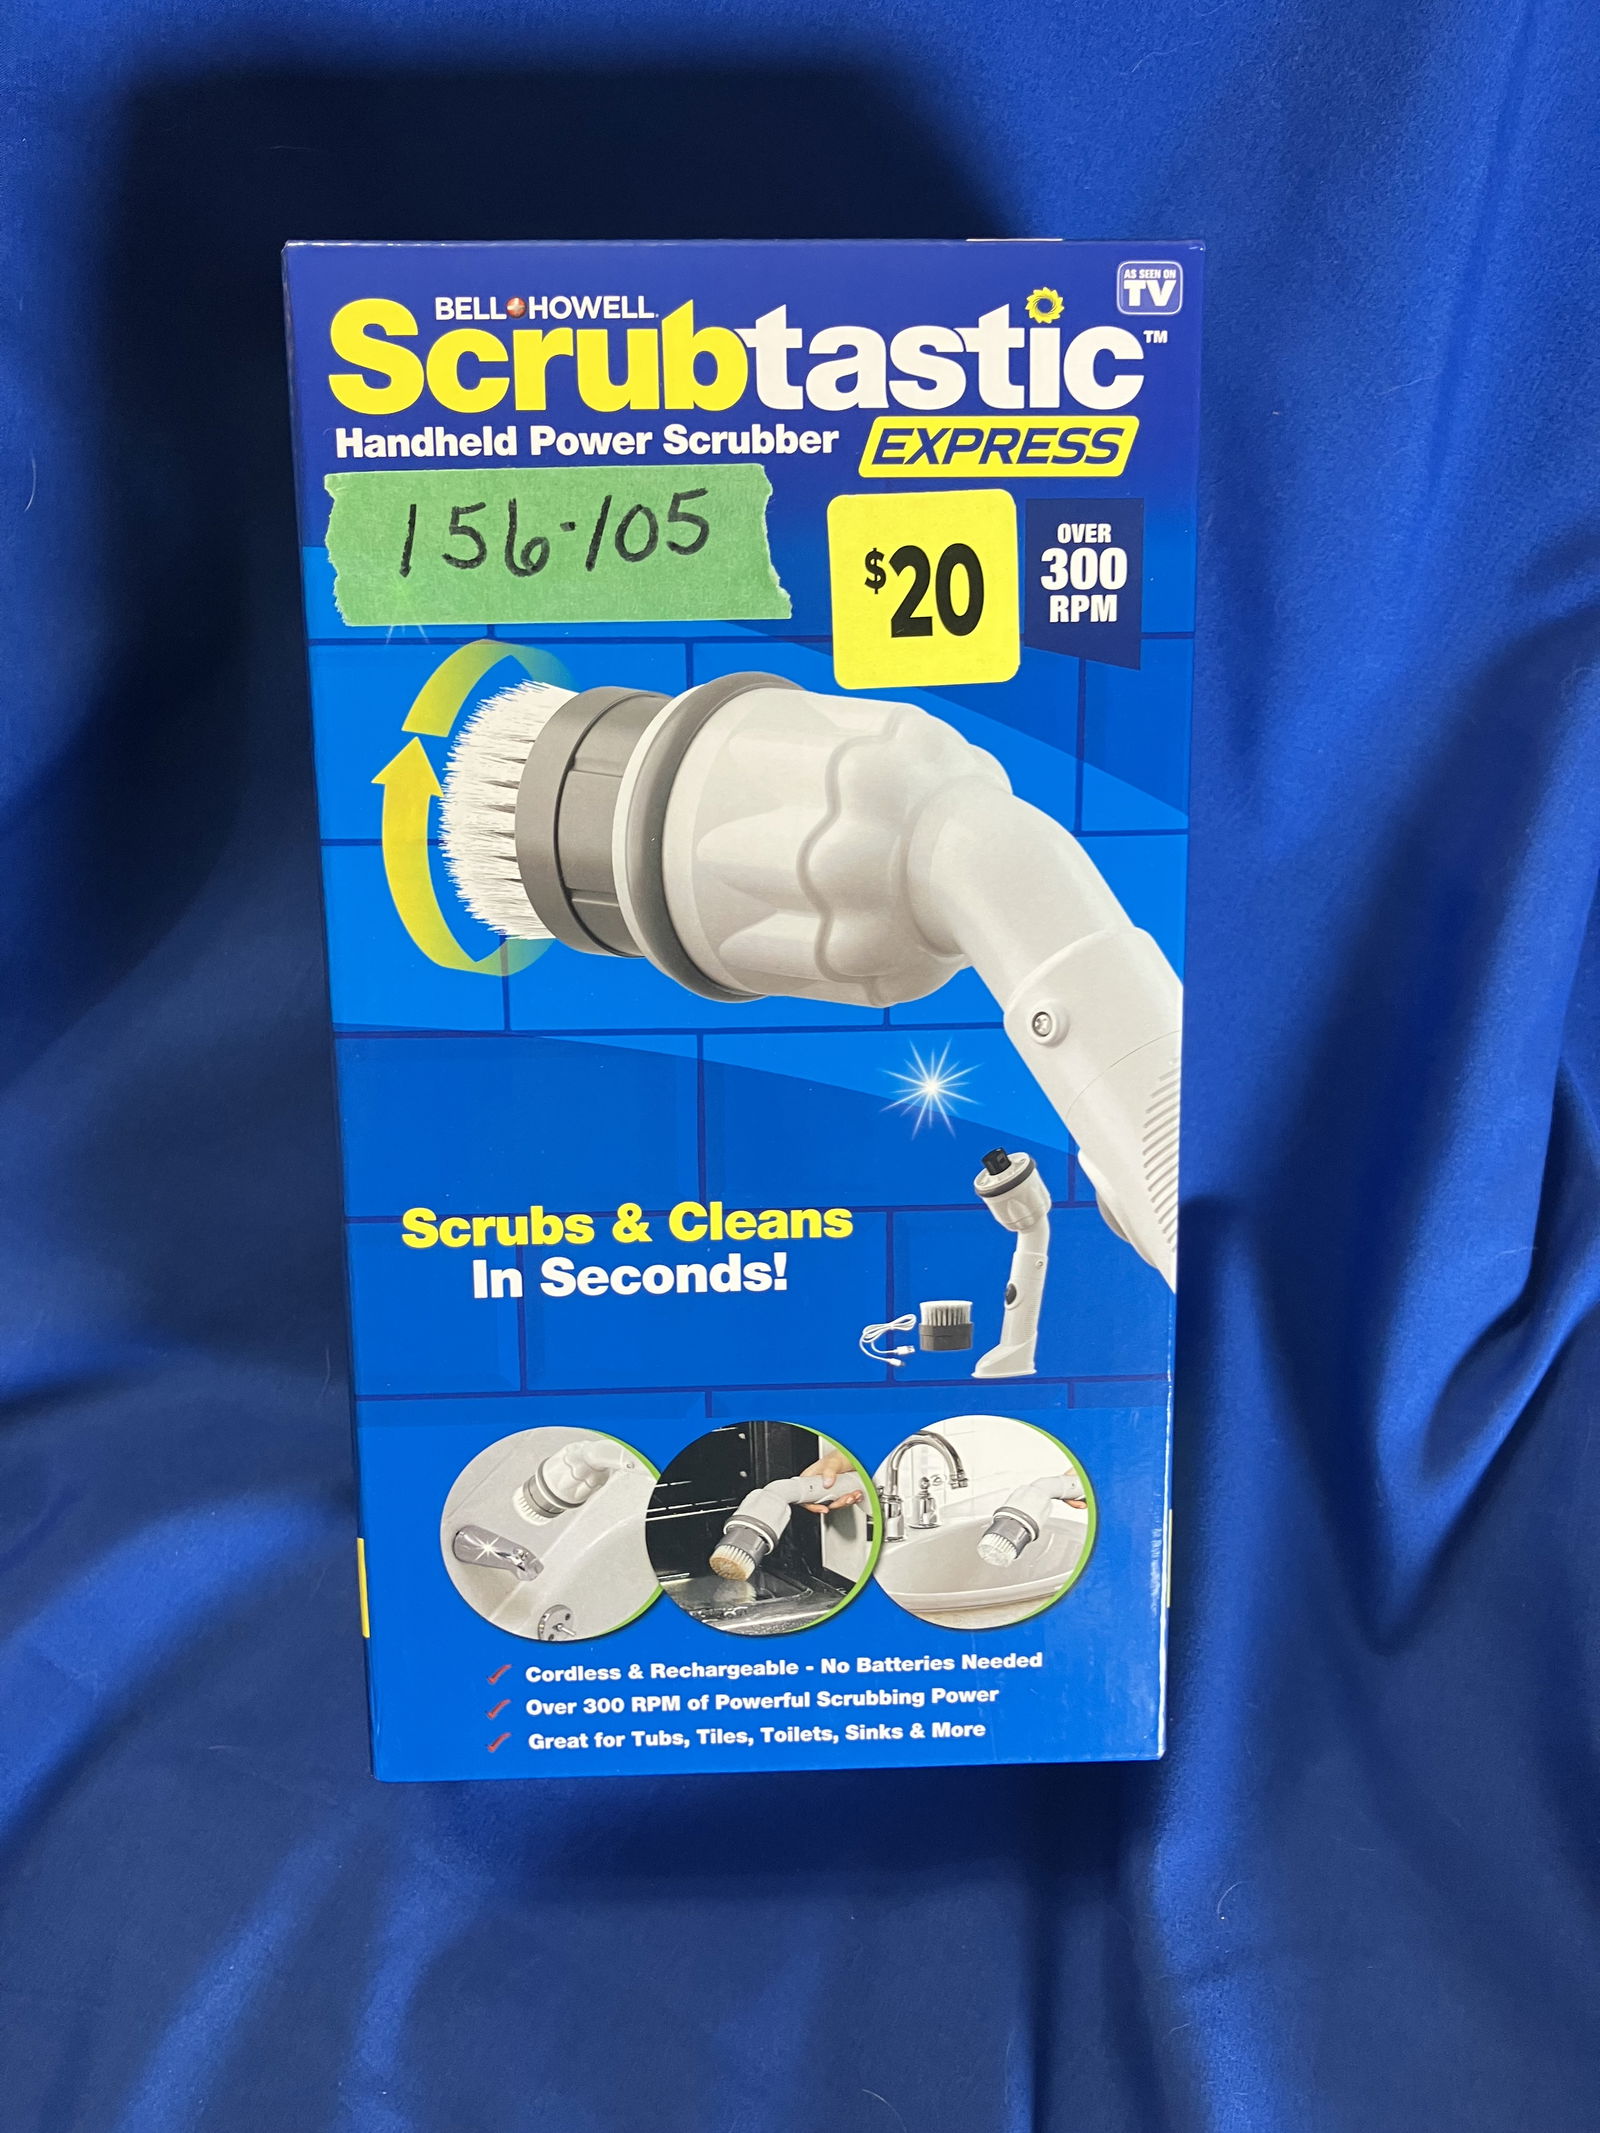 AS SEEN ON
TV
BELL HOWELL
Scrubtastic™
Handheld Power Scrubber
EXPRESS
156-105
$20
OVER
300
RPM
Scrubs & Cleans
In Seconds!
Cordless & Rechargeable - No Batteries Needed
Over 300 RPM of Powerful Scrubbing Power
Great for Tubs, Tiles, Toilets, Sinks & More